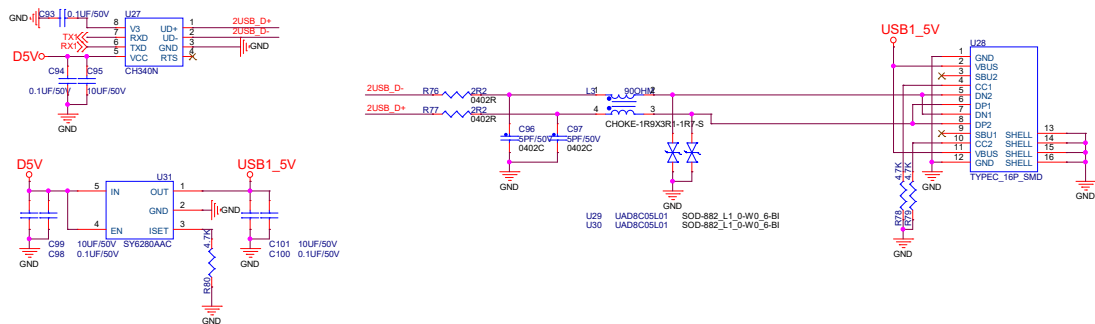 C93
0.1UF/50V
GND
U27
8 V3 UD+ 1
7 RXD UD- 2
6 TXD GND 3
5 VCC RTS 4
CH340N
TX1
RX1
2USB_D+
2USB_D-
GND
D5V
C94
C95
0.1UF/50V
10UF/50V
GND
D5V
USB1_5V
U31
5 IN OUT 1
GND 2
4 EN ISET 3
SY6280AAC
GND
C99 10UF/50V
C98 0.1UF/50V
GND
4.7K
R80
GND
C101 10UF/50V
C100 0.1UF/50V
GND
2USB_D-
R76
2R2
0402R
2USB_D+
R77
2R2
0402R
L3
90OHM
1 2
4 3
CHOKE-1R9X3R1-1R7-S
C96
5PF/50V
0402C
C97
5PF/50V
0402C
GND
GND
U29 UAD8C05L01 SOD-882_L1_0-W0_6-BI
U30 UAD8C05L01 SOD-882_L1_0-W0_6-BI
USB1_5V
U28
1 GND
2 VBUS
3 SBU2
4 CC1
5 DN2
6 DP1
7 DN1
8 DP2
9 SBU1 SHELL 13
10 CC2 SHELL 14
11 VBUS SHELL 15
12 GND SHELL 16
TYPEC_16P_SMD
4.7K
4.7K
R78
R79
GND
GND
GND